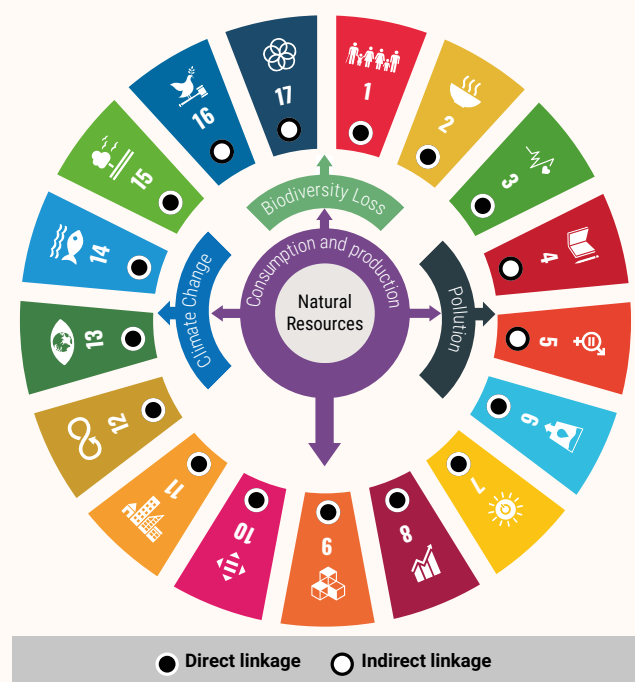 1
2
3
4
5
6
7
8
9
10
11
12
13
14
15
16
17
Biodiversity Loss
Climate Change
Consumption and production
Pollution
Natural
Resources
Direct linkage
Indirect linkage